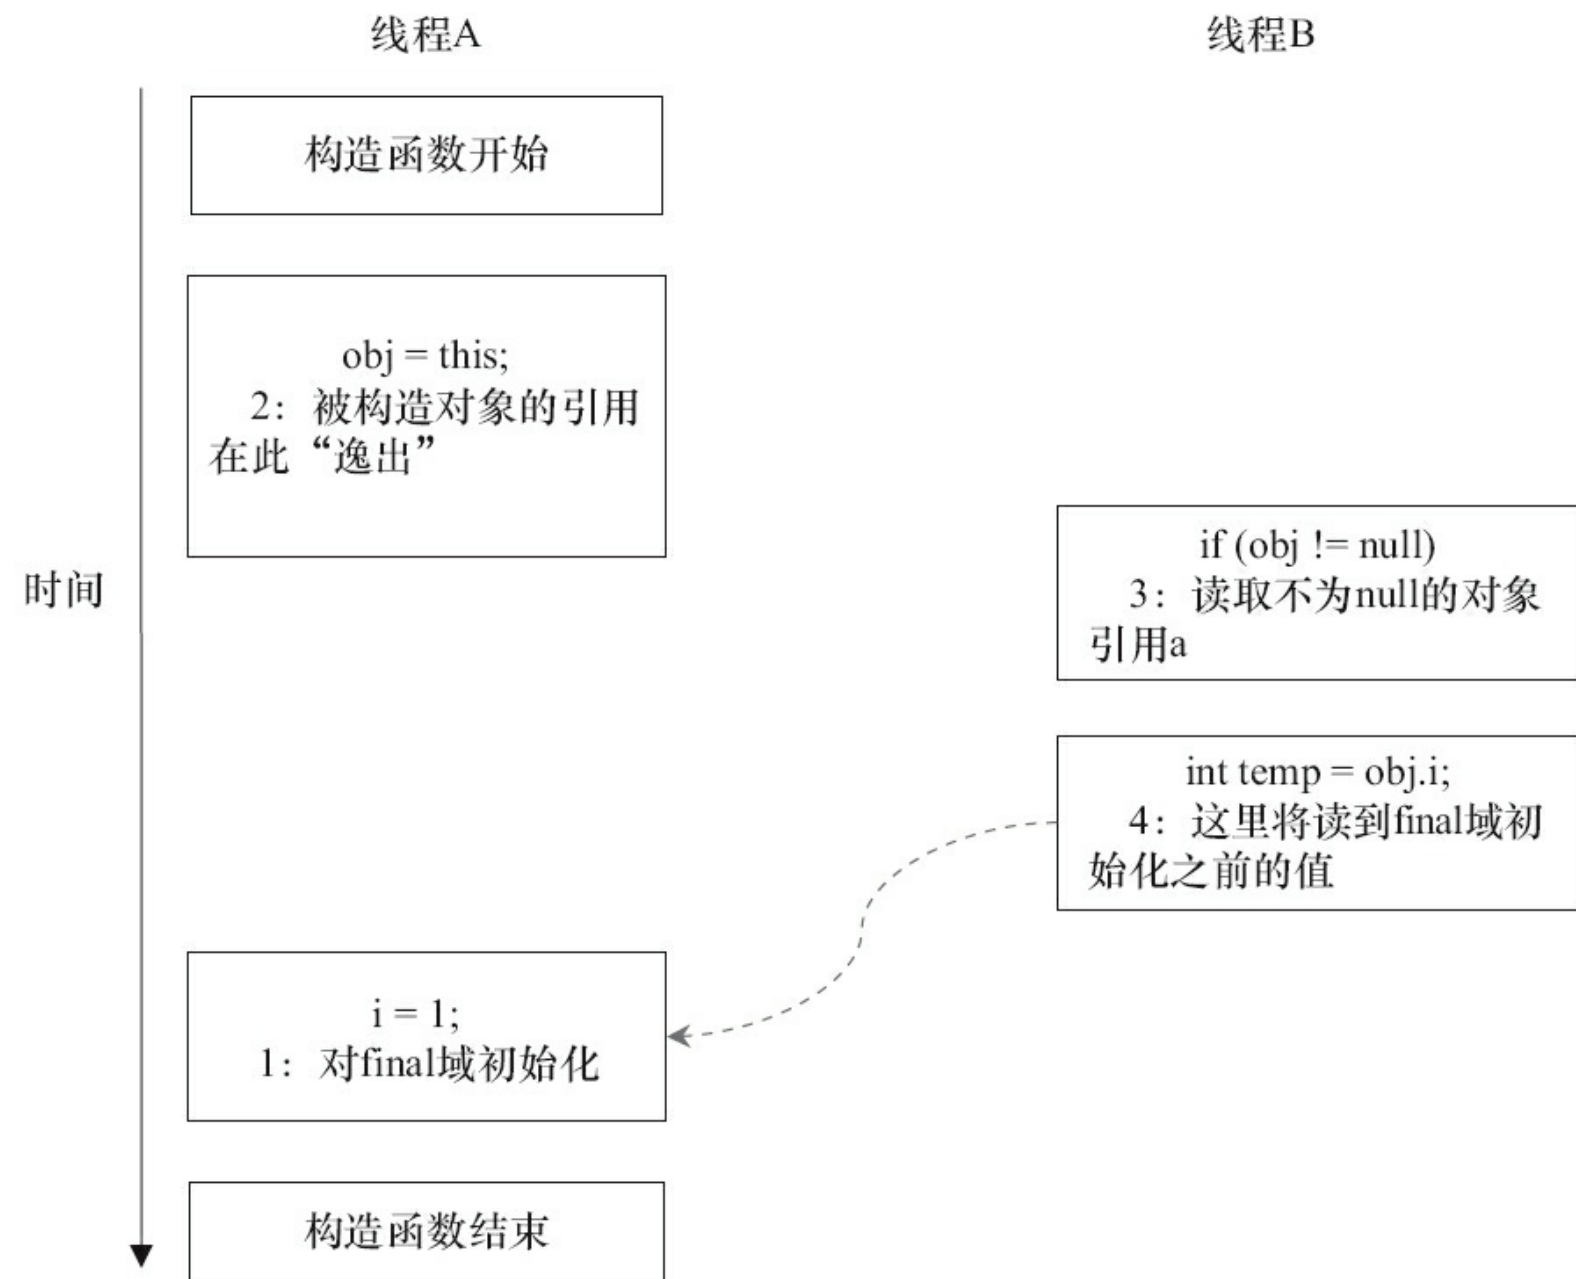 线程A
线程B
构造函数开始
obj = this;
2：被构造对象的引用
在此“逸出”
时间
if (obj != null)
3：读取不为null的对象
引用a
int temp = obj.i;
4：这里将读到final域初
始化之前的值
i = 1;
1：对final域初始化
构造函数结束